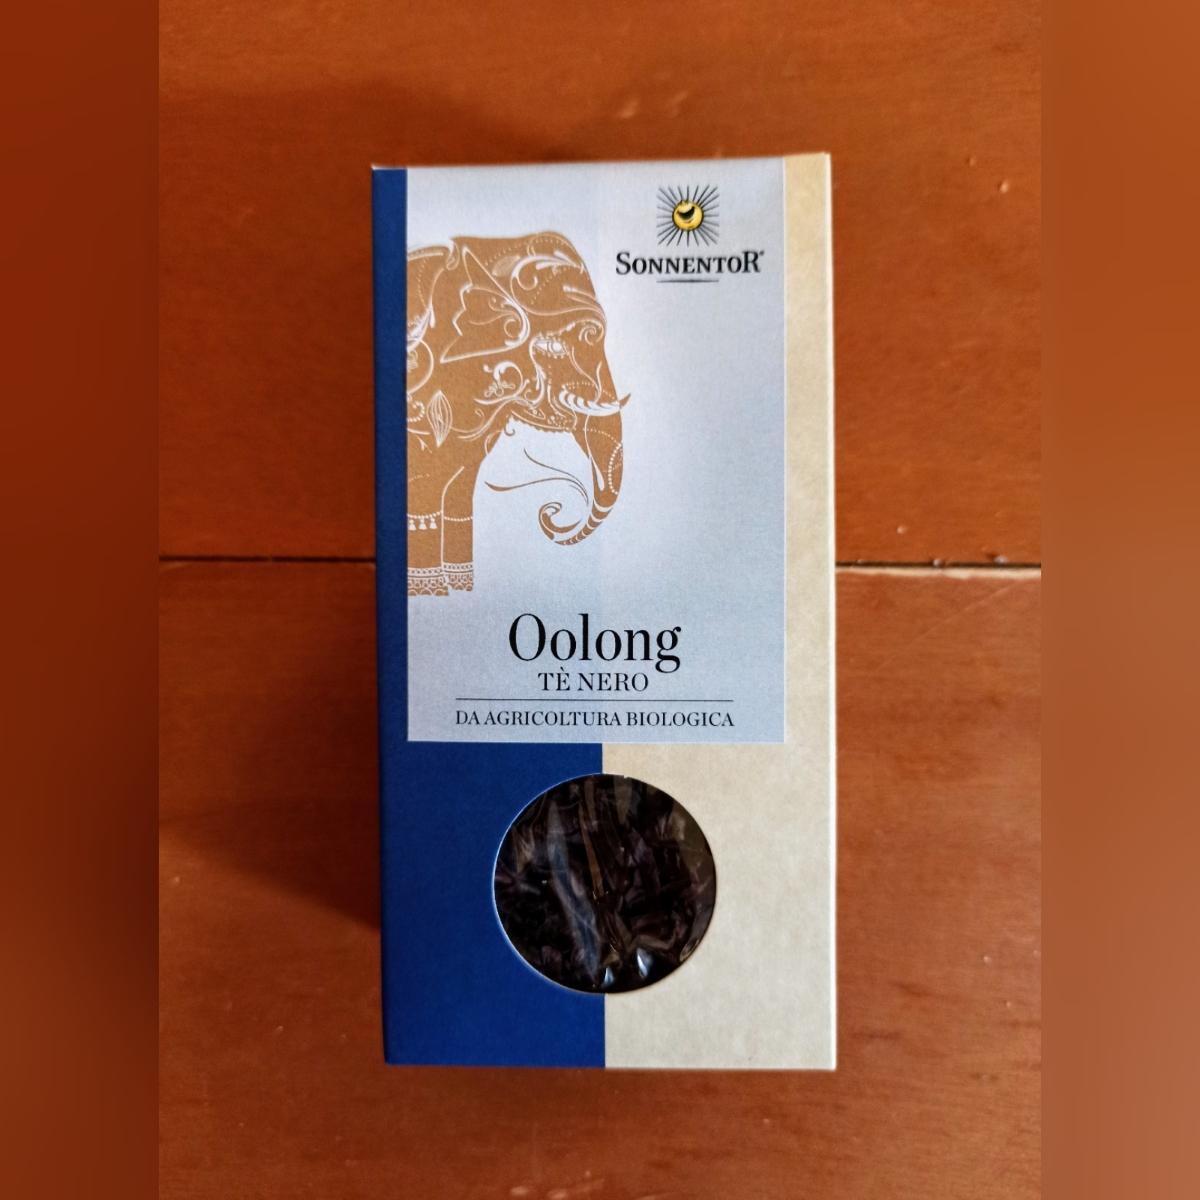 SONNENTOR®
Oolong
TÈ NERO
DA AGRICOLTURA BIOLOGICA